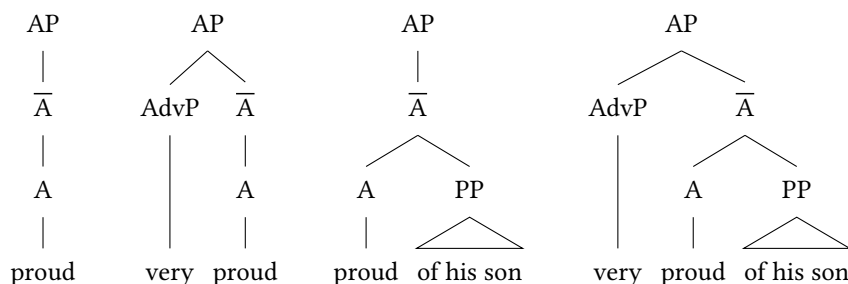 AP AP AP AP
A̅ AdvP A̅ A̅ AdvP A̅
A A A PP A PP
proud very proud proud of his son very proud of his son